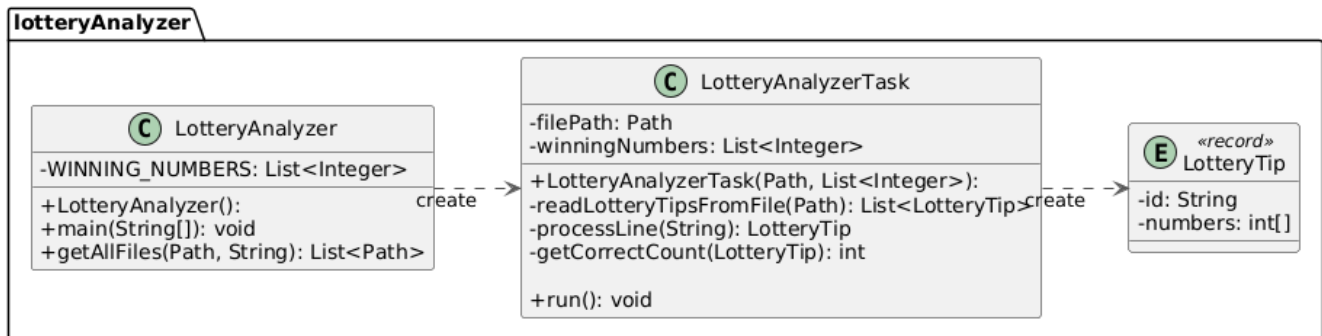 lotteryAnalyzer
C LotteryAnalyzer
-WINNING_NUMBERS: List<Integer>
+LotteryAnalyzer():
+main(String[]): void
+getAllFiles(Path, String): List<Path>
create
C LotteryAnalyzerTask
-filePath: Path
-winningNumbers: List<Integer>
+LotteryAnalyzerTask(Path, List<Integer>):
-readLotteryTipsFromFile(Path): List<LotteryTip>
-processLine(String): LotteryTip
-getCorrectCount(LotteryTip): int
+run(): void
create
E «record»
LotteryTip
-id: String
-numbers: int[]